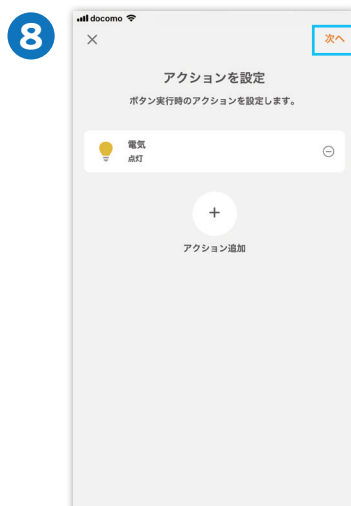 8
docomo
次へ
アクションを設定
ボタン実行時のアクションを設定します。
電気
点灯
アクション追加